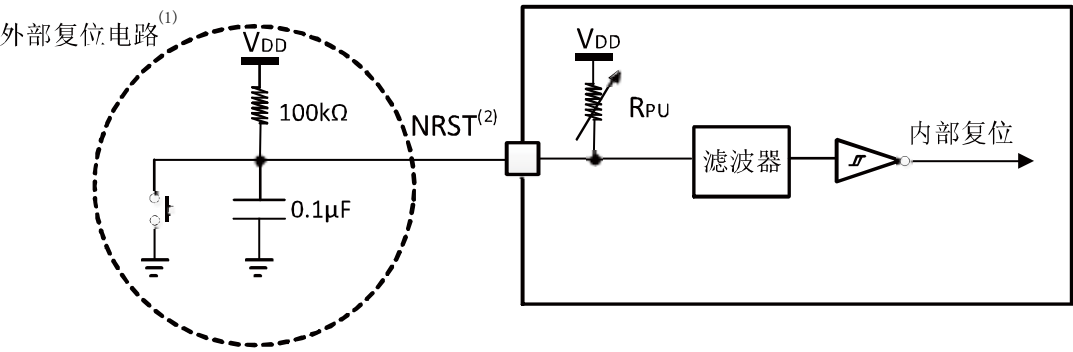 外部复位电路(1)
VDD
100kΩ
0.1μF
NRST(2)
VDD
RPU
滤波器
内部复位